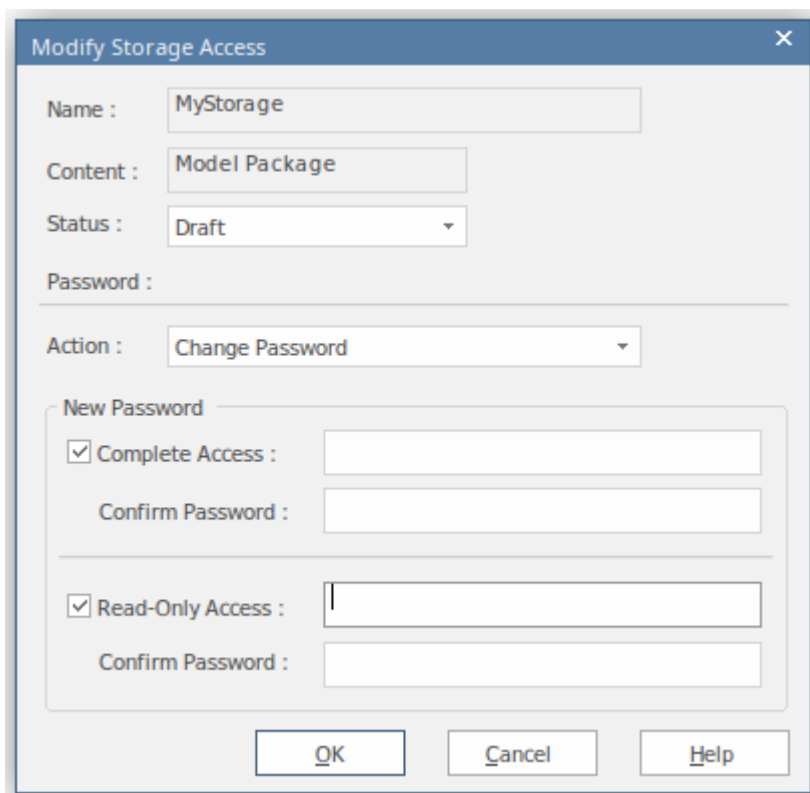 Modify Storage Access
Name : MyStorage
Content : Model Package
Status : Draft
Password :
Action : Change Password
New Password
Complete Access :
Confirm Password :
Read-Only Access :
Confirm Password :
OK Cancel Help